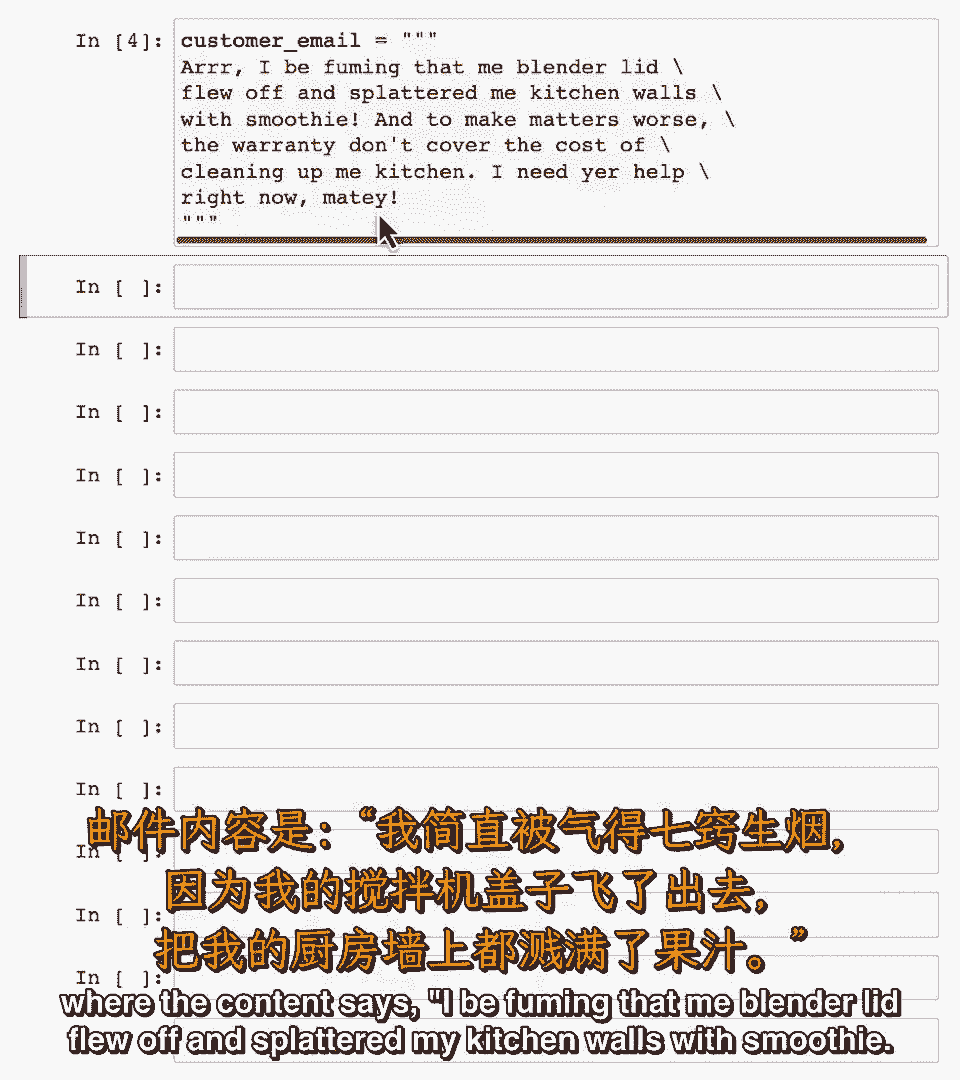 In [4]: customer_email = """
Arrr, I be fuming that me blender lid \
flew off and splattered me kitchen walls \
with smoothie! And to make matters worse, \
the warranty don't cover the cost of \
cleaning up me kitchen. I need yer help \
right now, matey!
"""
In [ ]:
In [ ]:
In [ ]:
In [ ]:
In [ ]:
In [ ]:
In [ ]:
In [ ]:
In [ ]:
邮件内容是:“我简直被气得七窍生烟,
In [ ]:
因为我的搅拌机盖子飞了出去,
In [ ]:
把我的厨房墙上都溅满了果汁。”
In [ ]:
where the content says, "I be fuming that me blender lid
flew off and splattered my kitchen walls with smoothie.